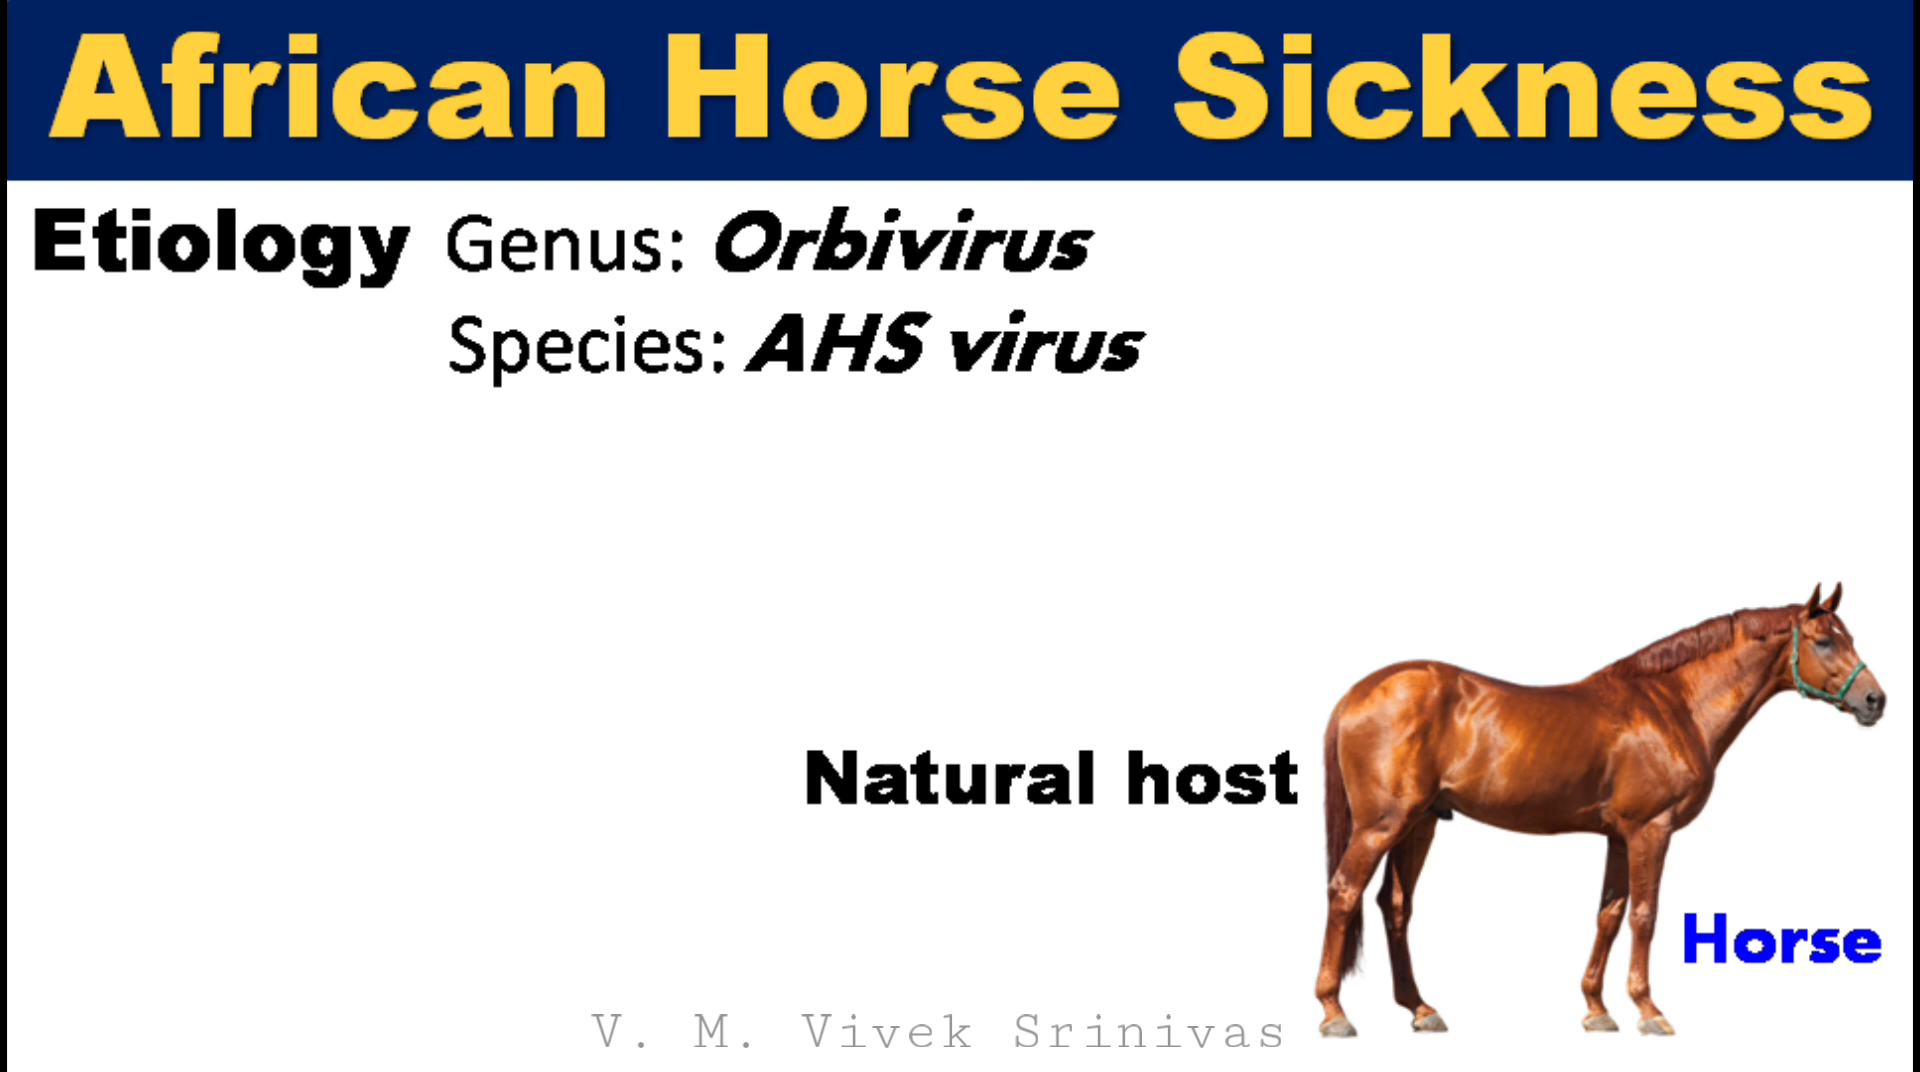 African Horse Sickness
Etiology Genus: Orbivirus
Species: AHS virus
Natural host
Horse
V. M. Vivek Srinivas